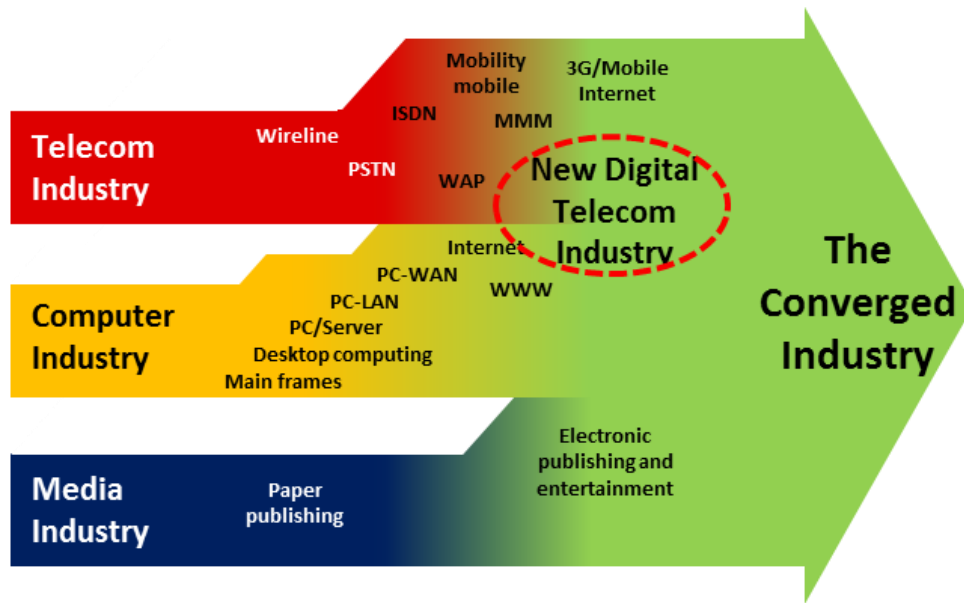 Telecom
Industry
Wireline
PSTN
ISDN
Mobility
mobile
MMM
WAP
3G/Mobile
Internet
New Digital
Telecom
Industry
Computer
Industry
Internet
PC-WAN
WWW
PC-LAN
PC/Server
Desktop computing
Main frames
The
Converged
Industry
Media
Industry
Paper
publishing
Electronic
publishing and
entertainment